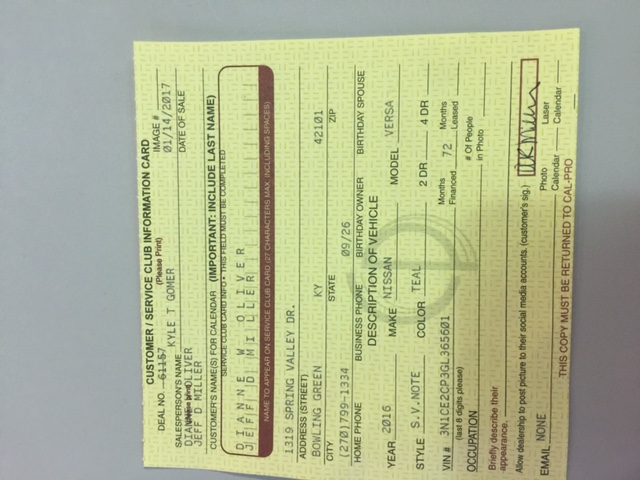 CUSTOMER / SERVICE CLUB INFORMATION CARD
(Please Print)
IMAGE #
DEAL NO. 61157
01/14/2017
SALESPERSON'S NAME KYLE T GOMER
DATE OF SALE
DIANNE W OLIVER
JEFF D MILLER
CUSTOMER'S NAME(S) FOR CALENDAR (IMPORTANT: INCLUDE LAST NAME)
SERVICE CLUB CARD INFO • THIS FIELD MUST BE COMPLETED
DIANNE W OLIVER
JEFF D MILLER
NAME TO APPEAR ON SERVICE CLUB CARD (27 CHARACTERS MAX. INCLUDING SPACES)
1319 SPRING VALLEY DR.
ADDRESS (STREET)
BOWLING GREEN KY 42101
CITY STATE ZIP
(270)799-1334 09/26
HOME PHONE BUSINESS PHONE BIRTHDAY OWNER BIRTHDAY SPOUSE
DESCRIPTION OF VEHICLE
YEAR 2016 MAKE NISSAN MODEL VERSA
STYLE S.V.NOTE COLOR TEAL 2 DR 4 DR
VIN # 3N1CE2CP3GL365601 Months Financed 72 Months Leased
(last 8 digits please)
OCCUPATION # Of People in Photo
Briefly describe their appearance.
Allow dealership to post picture to their social media accounts. (customer's sig.)
EMAIL NONE Photo Calendar Laser Calendar
THIS COPY MUST BE RETURNED TO CAL-PRO